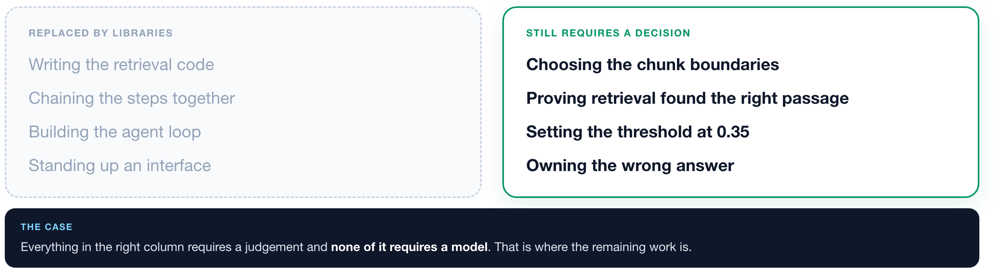 REPLACED BY LIBRARIES
Writing the retrieval code
Chaining the steps together
Building the agent loop
Standing up an interface
STILL REQUIRES A DECISION
Choosing the chunk boundaries
Proving retrieval found the right passage
Setting the threshold at 0.35
Owning the wrong answer
THE CASE
Everything in the right column requires a judgement and none of it requires a model. That is where the remaining work is.